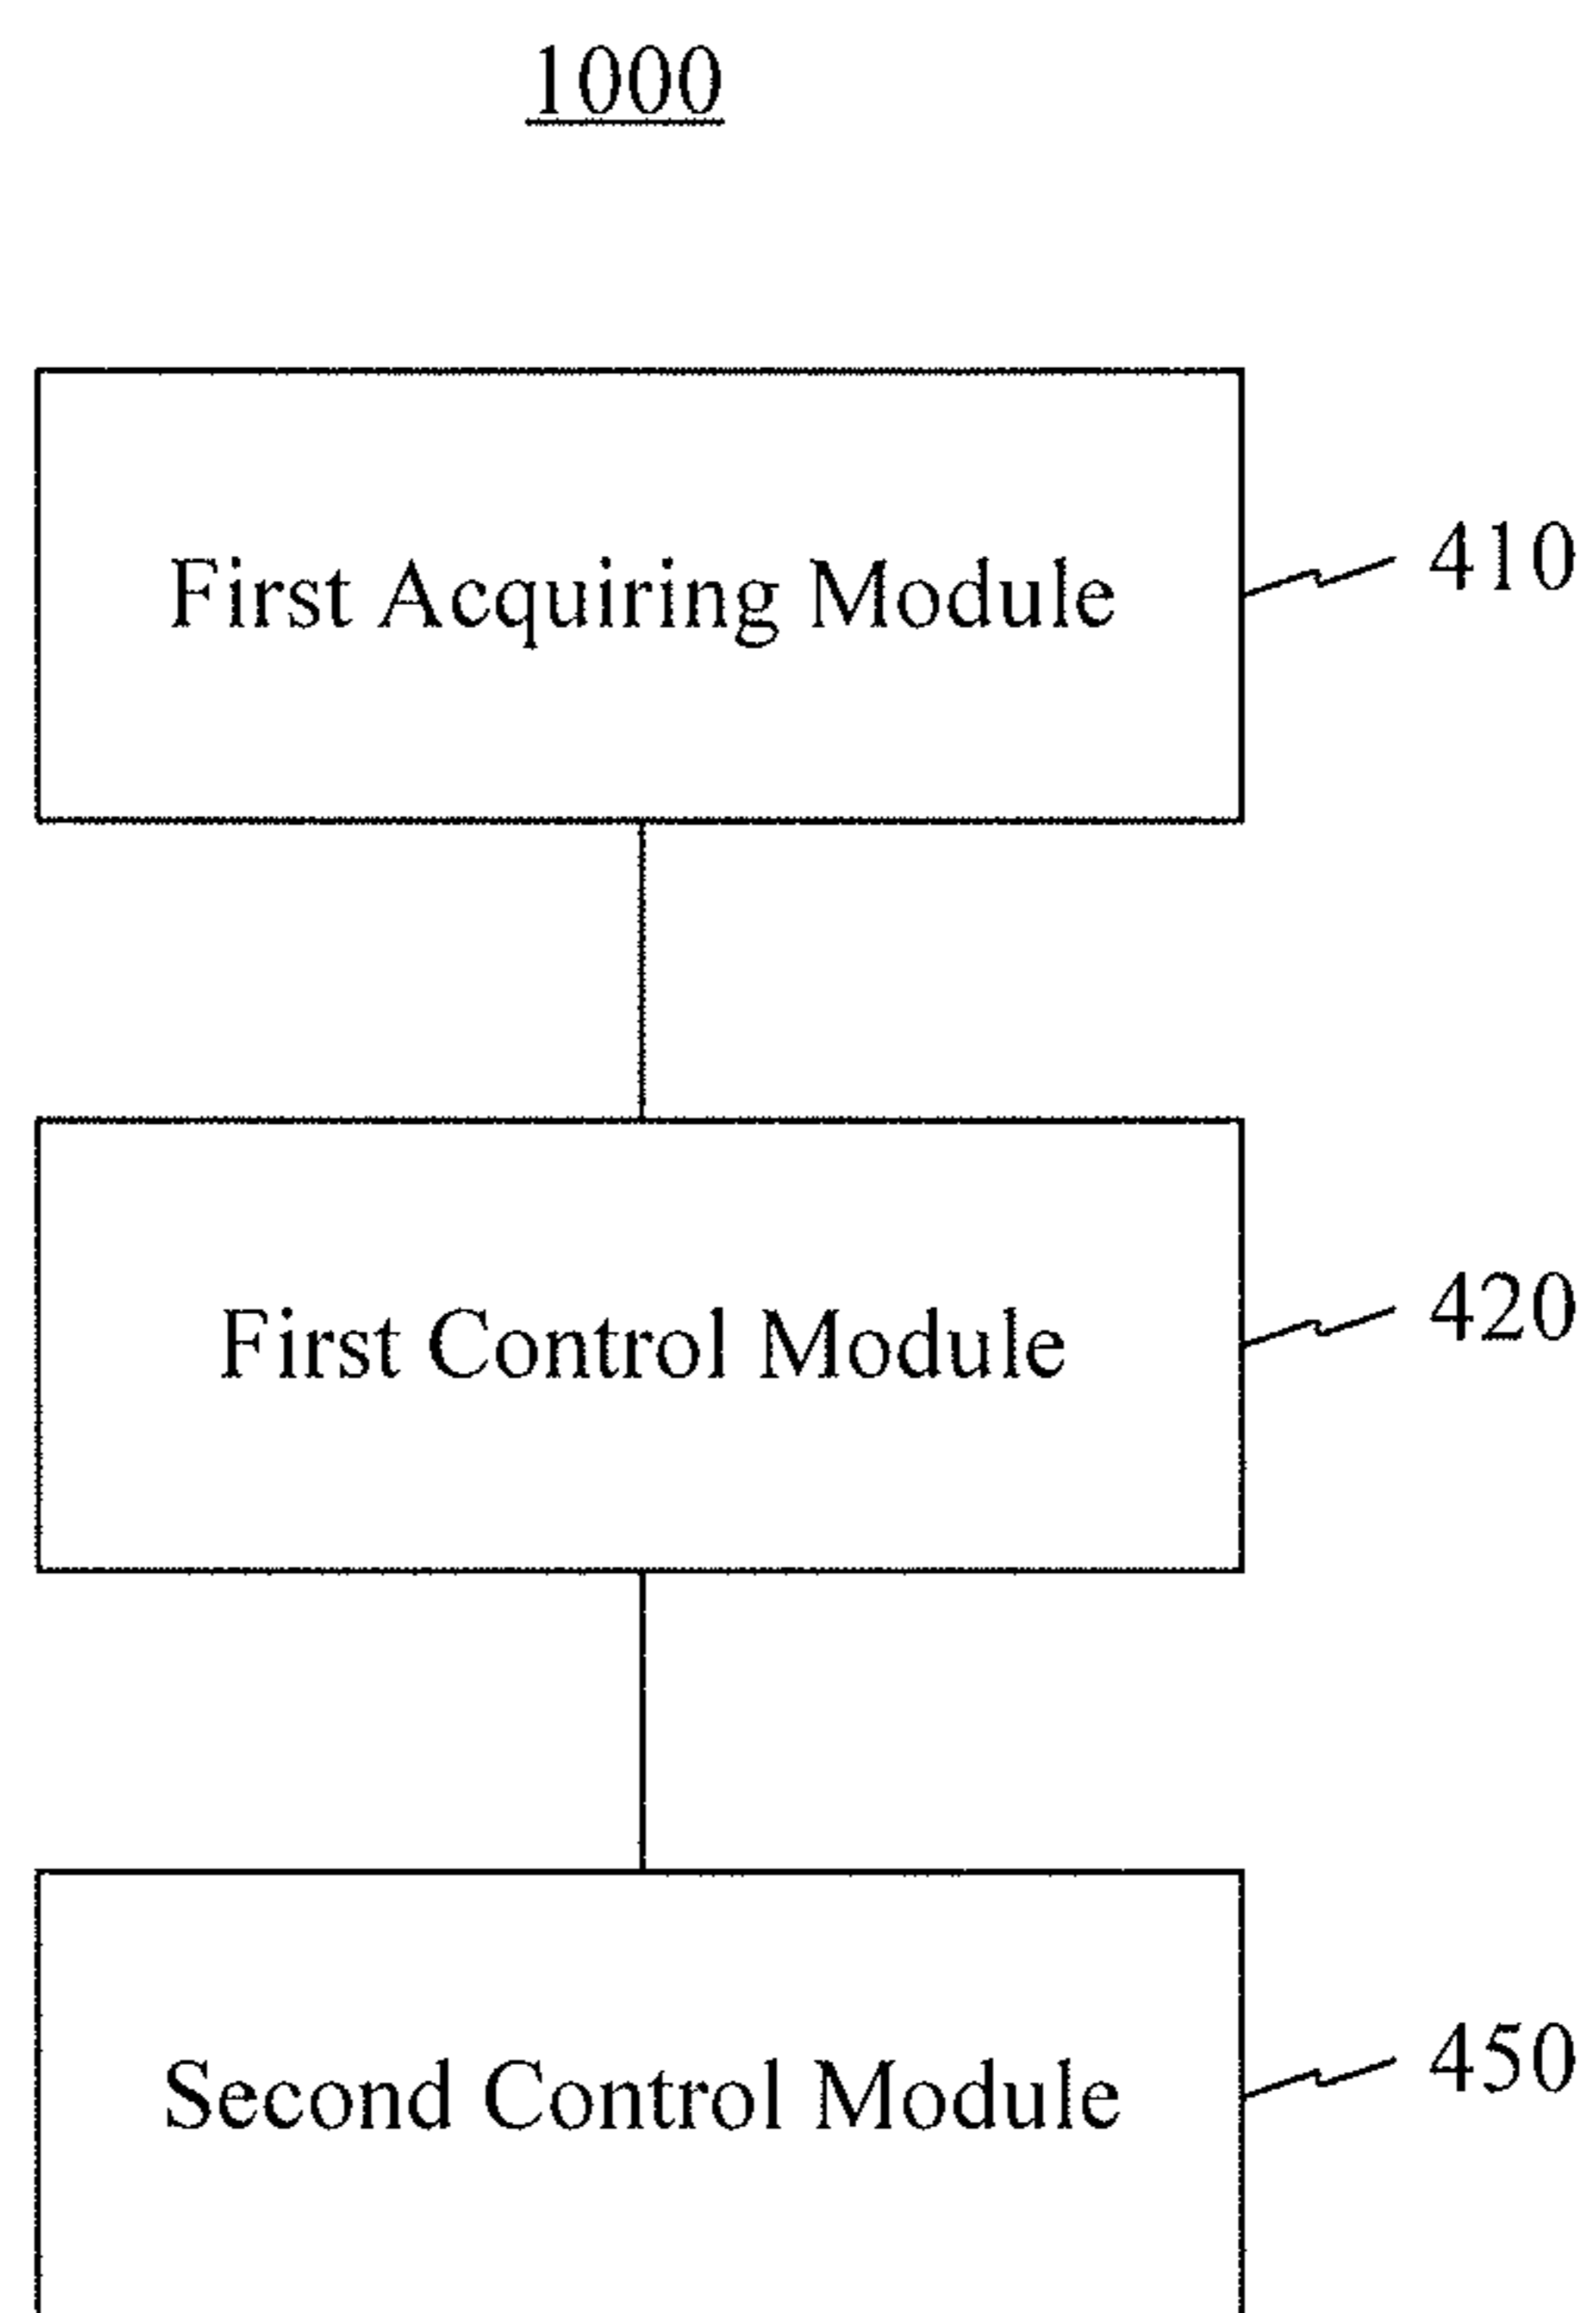 1000
First Acquiring Module
410
First Control Module
420
Second Control Module
450